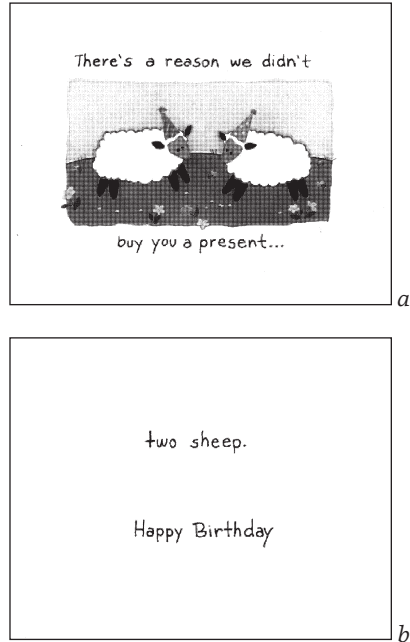 There's a reason we didn't
buy you a present...
a
two sheep.
Happy Birthday
b